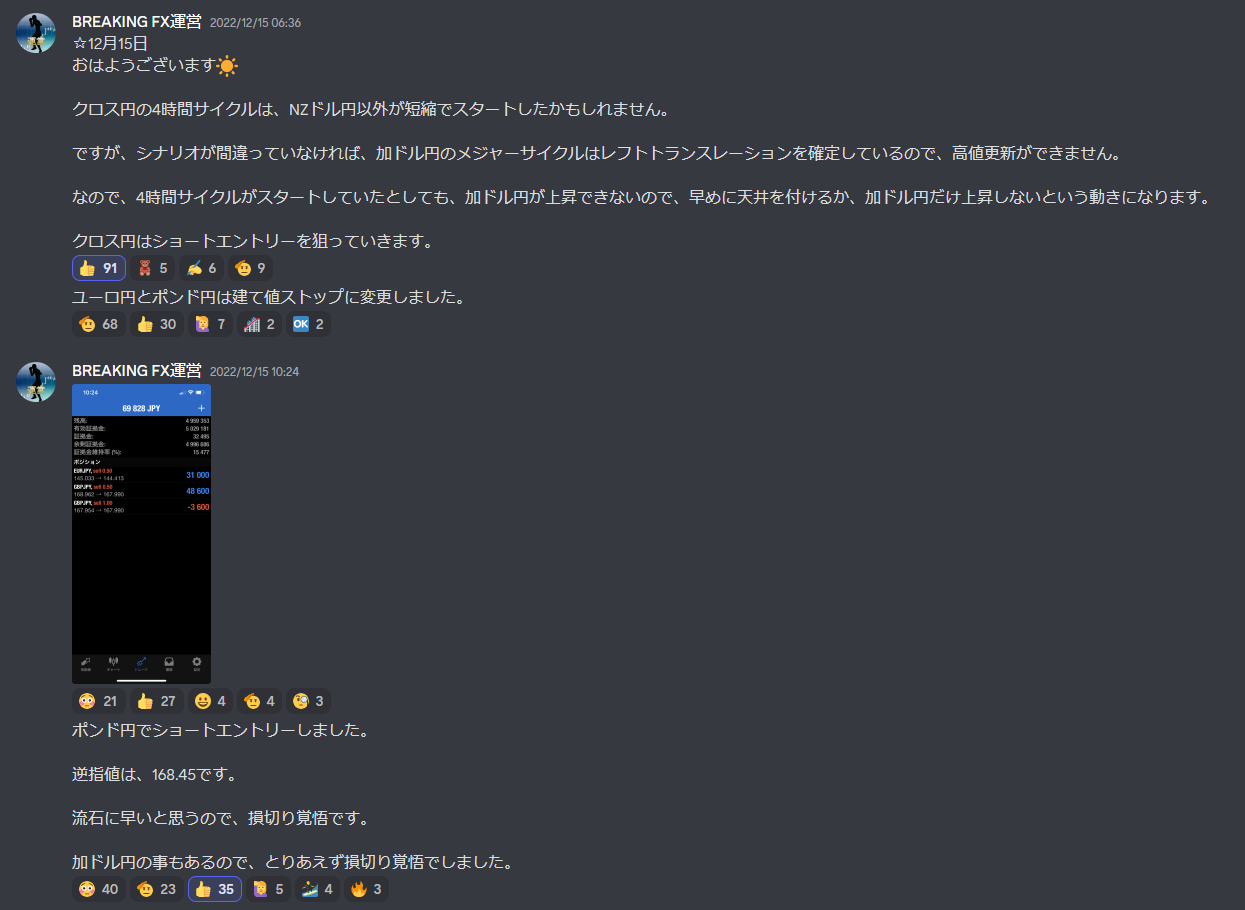 BREAKING FX運営 2022/12/15 06:36
☆12月15日
おはようございます☀️
クロス円の4時間サイクルは、NZドル円以外が短縮でスタートしたかもしれません。
ですが、シナリオが間違っていなければ、加ドル円のメジャーサイクルはレフトトランスレーションを確定しているので、高値更新ができません。
なので、4時間サイクルがスタートしていたとしても、加ドル円が上昇できないので、早めに天井を付けるか、加ドル円だけ上昇しないという動きになります。
クロス円はショートエントリーを狙っていきます。
91 5 6 9
ユーロ円とポンド円は建て値ストップに変更しました。
68 30 7 OK 2 2
BREAKING FX運営 2022/12/15 10:24
10:24
69 828 JPY +
残高: 4 959 353
有効証拠金: 5 029 181
証拠金: 32 495
余剰証拠金: 4 996 686
証拠金維持率 (%): 15 477
ポジション
EURJPY, sell 0.50
145.033 → 144.413 31 000
GBPJPY, sell 0.50
168.962 → 167.990 48 600
GBPJPY, sell 1.00
167.954 → 167.990 -3 600
チャート トレード
21 27 4 4 3
ポンド円でショートエントリーしました。
逆指値は、168.45です。
流石に早いと思うので、損切り覚悟です。
加ドル円の事もあるので、とりあえず損切り覚悟でしました。
40 23 35 5 4 3